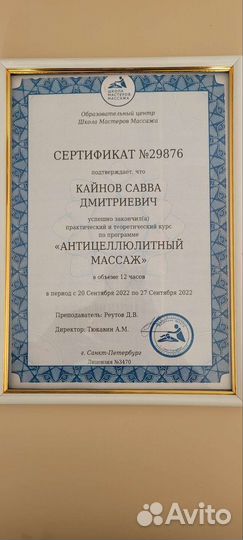 ШКОЛА
МАСТЕРОВ
МАССАЖА
Образовательный центр
Школа Мастеров Массажа
СЕРТИФИКАТ №29876
подтверждает, что
КАЙНОВ САВВА
ДМИТРИЕВИЧ
успешно закончил(а)
практический и теоретический курс
по программе
«АНТИЦЕЛЛЮЛИТНЫЙ
МАССАЖ»
в объеме 12 часов
в период с 20 Сентября 2022 по 27 Сентября 2022
Преподаватель: Реутов Д.В.
Директор: Тюкавин А.М.
г. Санкт-Петербург
Лицензия №3470
Avito